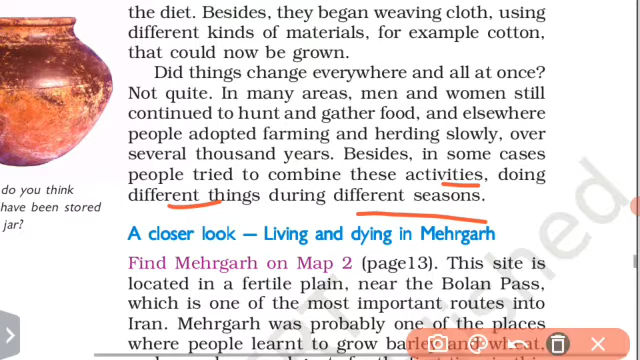 the diet. Besides, they began weaving cloth, using
different kinds of materials, for example cotton,
that could now be grown.
Did things change everywhere and all at once?
Not quite. In many areas, men and women still
continued to hunt and gather food, and elsewhere
people adopted farming and herding slowly, over
several thousand years. Besides, in some cases
people tried to combine these activities, doing
different things during different seasons.
do you think
have been stored
jar?
A closer look — Living and dying in Mehrgarh
Find Mehrgarh on Map 2 (page13). This site is
located in a fertile plain, near the Bolan Pass,
which is one of the most important routes into
Iran. Mehrgarh was probably one of the places
where people learnt to grow barley and wheat,